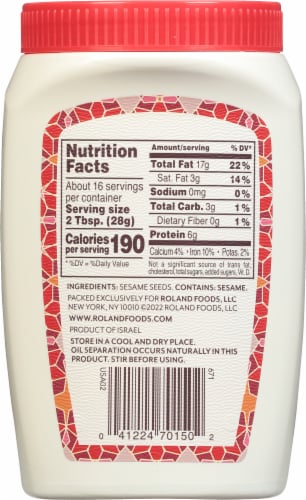 Nutrition
Facts
About 16 servings
per container
Serving size
2 Tbsp. (28g)
Calories 190
per serving
* %DV = %Daily Value
Amount/serving % DV*
Total Fat 17g 22%
Sat. Fat 3g 14%
Sodium 0mg 0%
Total Carb. 3g 1%
Dietary Fiber 0g 1%
Protein 6g
Calcium 4% • Iron 10% • Potas. 2%
Not a significant source of trans fat,
cholesterol, total sugars, added sugars, Vit. D.
INGREDIENTS: SESAME SEEDS. CONTAINS: SESAME.
PACKED EXCLUSIVELY FOR ROLAND FOODS, LLC
NEW YORK, NY 10010 ©2022 ROLAND FOODS, LLC
WWW.ROLANDFOODS.COM
PRODUCT OF ISRAEL
STORE IN A COOL AND DRY PLACE.
OIL SEPARATION OCCURS NATURALLY IN THIS
PRODUCT. STIR BEFORE USING.
USA02
671
0 41224 70150 2